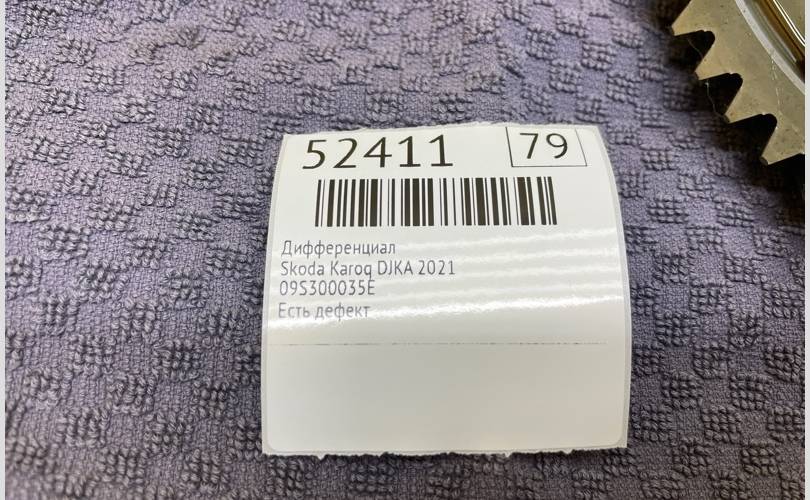 52411 79
Дифференциал
Skoda Karoq DJKA 2021
09S300035E
Есть дефект